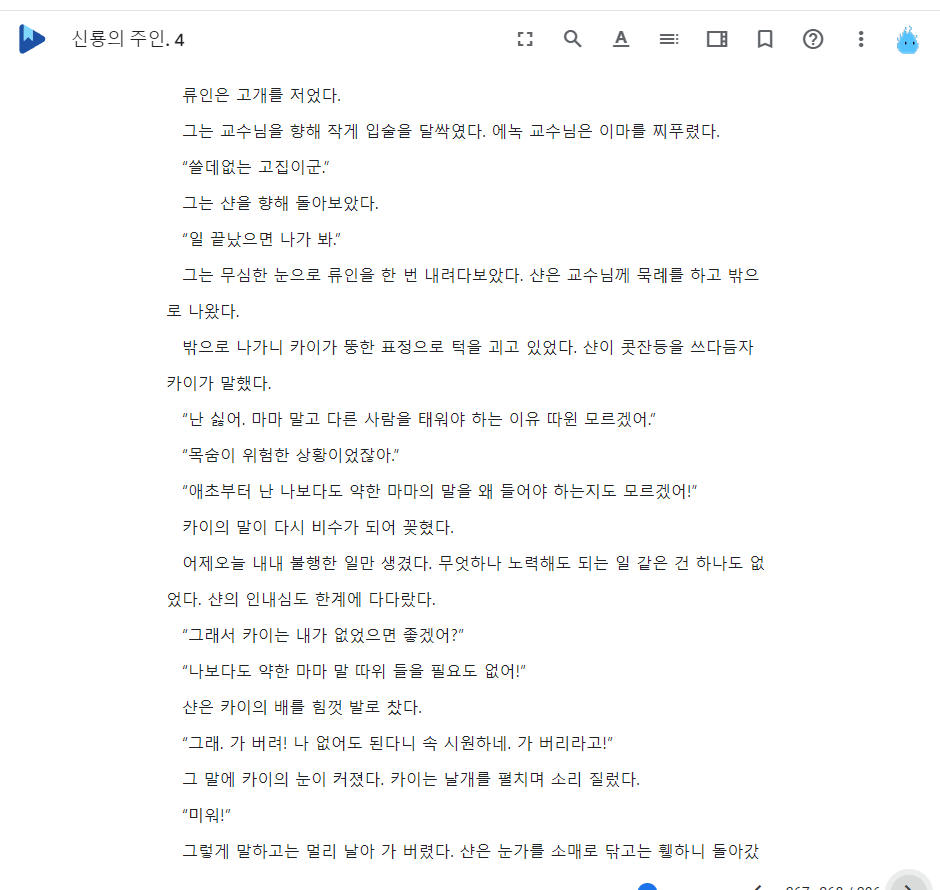 신룡의 주인. 4
류인은 고개를 저었다.
그는 교수님을 향해 작게 입술을 달싹였다. 에녹 교수님은 이마를 찌푸렸다.
“쓸데없는 고집이군.”
그는 샨을 향해 돌아보았다.
“일 끝났으면 나가 봐.”
그는 무심한 눈으로 류인을 한 번 내려다보았다. 샨은 교수님께 묵례를 하고 밖으
로 나왔다.
밖으로 나가니 카이가 뚱한 표정으로 턱을 괴고 있었다. 샨이 콧잔등을 쓰다듬자
카이가 말했다.
“난 싫어. 마마 말고 다른 사람을 태워야 하는 이유 따윈 모르겠어.”
“목숨이 위험한 상황이었잖아.”
“애초부터 난 나보다도 약한 마마의 말을 왜 들어야 하는지도 모르겠어!”
카이의 말이 다시 비수가 되어 꽂혔다.
어제오늘 내내 불행한 일만 생겼다. 무엇하나 노력해도 되는 일 같은 건 하나도 없
었다. 샨의 인내심도 한계에 다다랐다.
“그래서 카이는 내가 없었으면 좋겠어?”
“나보다도 약한 마마 말 따위 들을 필요도 없어!”
샨은 카이의 배를 힘껏 발로 찼다.
“그래. 가 버려! 나 없어도 된다니 속 시원하네. 가 버리라고!”
그 말에 카이의 눈이 커졌다. 카이는 날개를 펼치며 소리 질렀다.
“미워!”
그렇게 말하고는 멀리 날아 가 버렸다. 샨은 눈가를 소매로 닦고는 휑하니 돌아갔